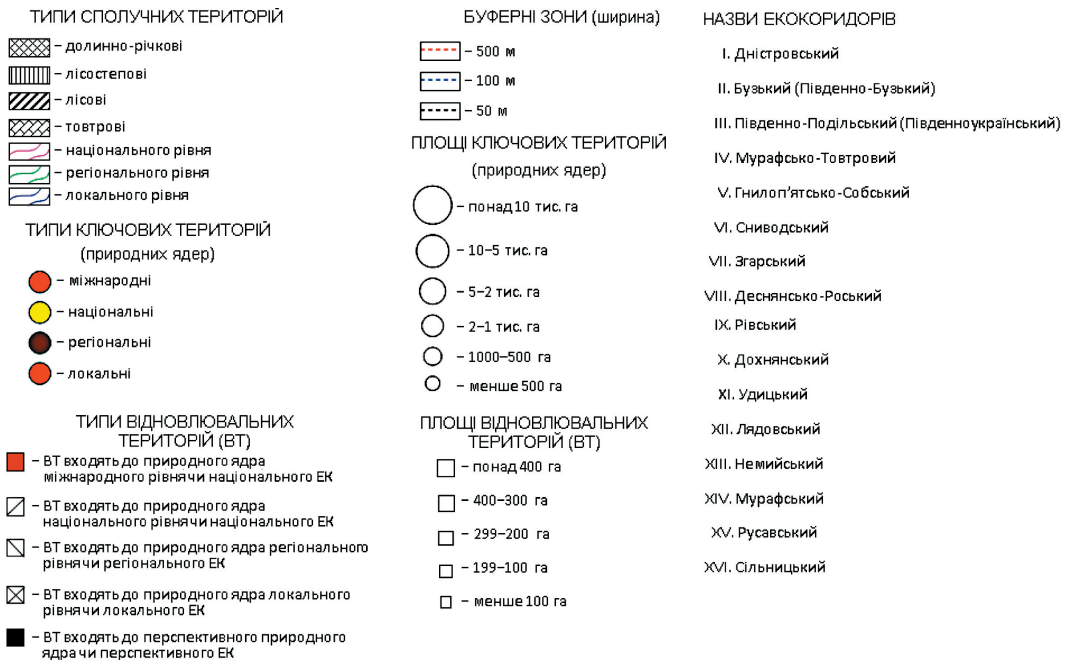 ТИПИ СПОЛУЧНИХ ТЕРИТОРІЙ
– долинно-річкові
– лісостепові
– лісові
– товтрові
– національного рівня
– регіонального рівня
– локального рівня
ТИПИ КЛЮЧОВИХ ТЕРИТОРІЙ
(природних ядер)
– міжнародні
– національні
– регіональні
– локальні
ТИПИ ВІДНОВЛЮВАЛЬНИХ
ТЕРИТОРІЙ (ВТ)
– ВТ входять до природного ядра
міжнародного рівнячи національного ЕК
– ВТ входять до природного ядра
національного рівнячи національного ЕК
– ВТ входять до природного ядра регіонального
рівнячи регіонального ЕК
– ВТ входять до природного ядра локального
рівнячи локального ЕК
– ВТ входять до перспективного природного
ядра чи перспективного ЕК
БУФЕРНІ ЗОНИ (ширина)
– 500 м
– 100 м
– 50 м
ПЛОЩІ КЛЮЧОВИХ ТЕРИТОРІЙ
(природних ядер)
– понад 10 тис. га
– 10–5 тис. га
– 5–2 тис. га
– 2–1 тис. га
– 1000–500 га
– менше 500 га
ПЛОЩІ ВІДНОВЛЮВАЛЬНИХ
ТЕРИТОРІЙ (ВТ)
– понад 400 га
– 400–300 га
– 299–200 га
– 199–100 га
– менше 100 га
НАЗВИ ЕКОКОРИДОРІВ
I. Дністровський
II. Бузький (Південно-Бузький)
III. Південно-Подільський (Південноукраїнський)
IV. Мурафсько-Товтровий
V. Гнилоп'ятсько-Собський
VI. Сниводський
VII. Згарський
VIII. Деснянсько-Роський
IX. Рівський
X. Дохнянський
XI. Удицький
XII. Лядовський
XIII. Немийський
XIV. Мурафський
XV. Русавський
XVI. Сільницький